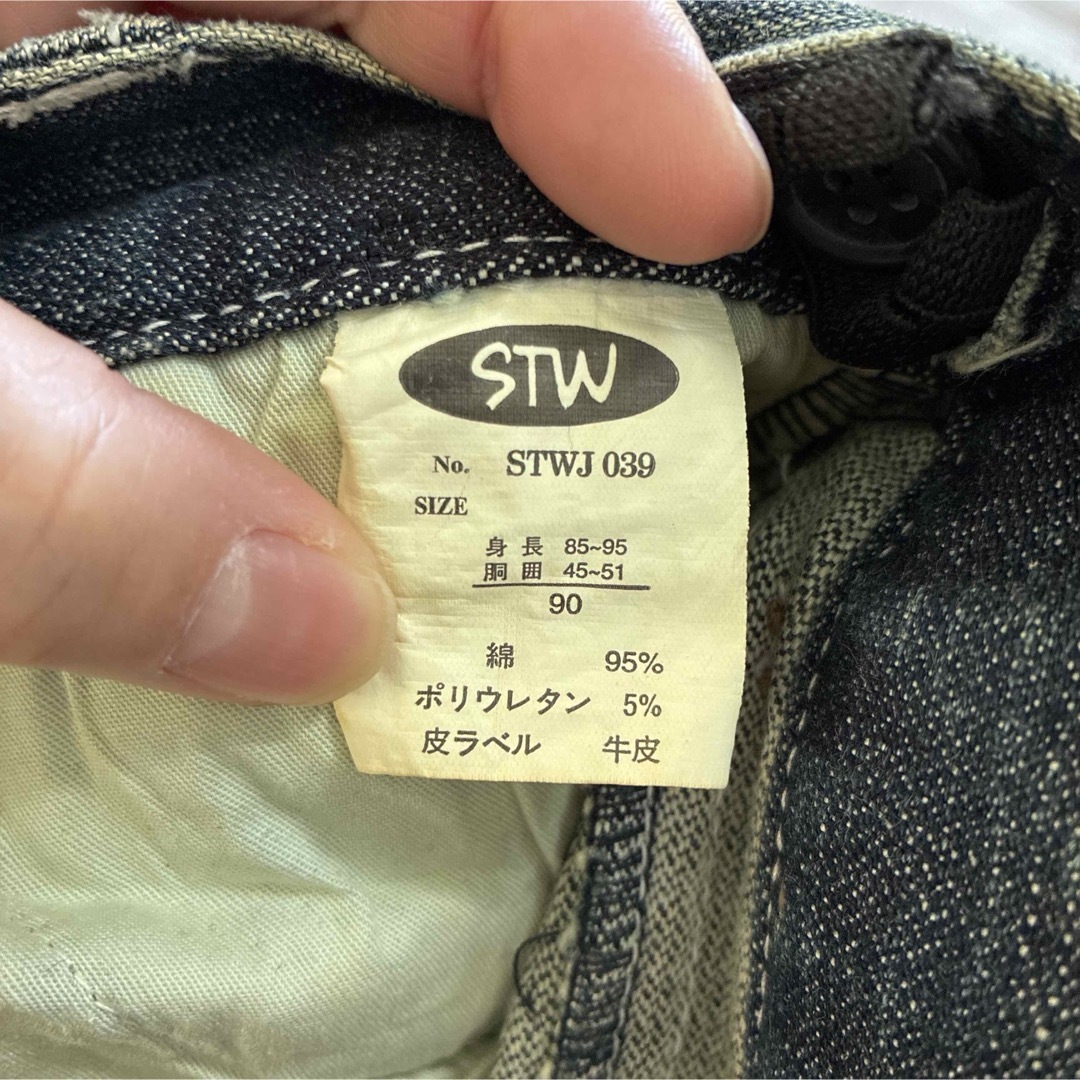 STW
No. STWJ 039
SIZE
身長 85~95
胴囲 45~51
90
綿 95%
ポリウレタン 5%
皮ラベル 牛皮